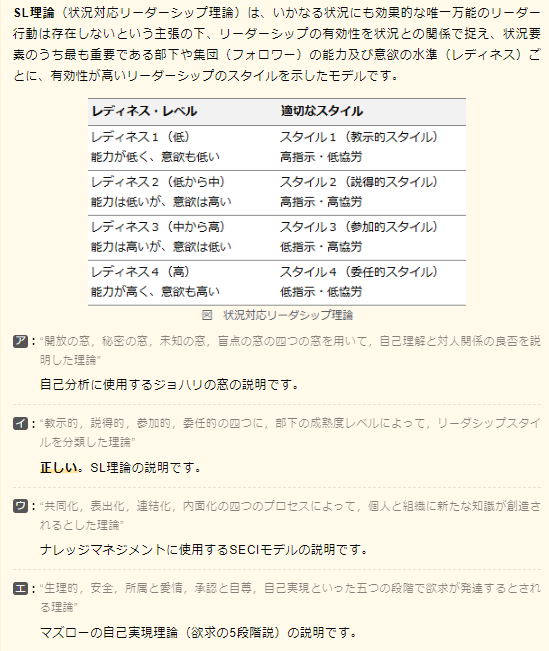 SL理論（状況対応リーダーシップ理論）は、いかなる状況にも効果的な唯一万能のリーダー
行動は存在しないという主張の下、リーダーシップの有効性を状況との関係で捉え、状況要
素のうち最も重要である部下や集団（フォロワー）の能力及び意欲の水準（レディネス）ご
とに、有効性が高いリーダーシップのスタイルを示したモデルです。
レディネス・レベル 適切なスタイル
レディネス１（低） スタイル１（教示的スタイル）
能力が低く、意欲も低い 高指示・低協労
レディネス２（低から中） スタイル２（説得的スタイル）
能力は低いが、意欲は高い 高指示・高協労
レディネス３（中から高） スタイル３（参加的スタイル）
能力は高いが、意欲は低い 低指示・高協労
レディネス４（高） スタイル４（委任的スタイル）
能力が高く、意欲も高い 低指示・低協労
図　状況対応リーダシップ理論
ア：“開放の窓，秘密の窓，未知の窓，盲点の窓の四つの窓を用いて，自己理解と対人関係の良否を説
明した理論”
自己分析に使用するジョハリの窓の説明です。
イ：“教示的，説得的，参加的，委任的の四つに，部下の成熟度レベルによって，リーダシップスタイ
ルを分類した理論”
正しい。SL理論の説明です。
ウ：“共同化，表出化，連結化，内面化の四つのプロセスによって，個人と組織に新たな知識が創造さ
れるとした理論”
ナレッジマネジメントに使用するSECIモデルの説明です。
エ：“生理的，安全，所属と愛情，承認と自尊，自己実現といった五つの段階で欲求が発達するとされ
る理論”
マズローの自己実現理論（欲求の5段階説）の説明です。